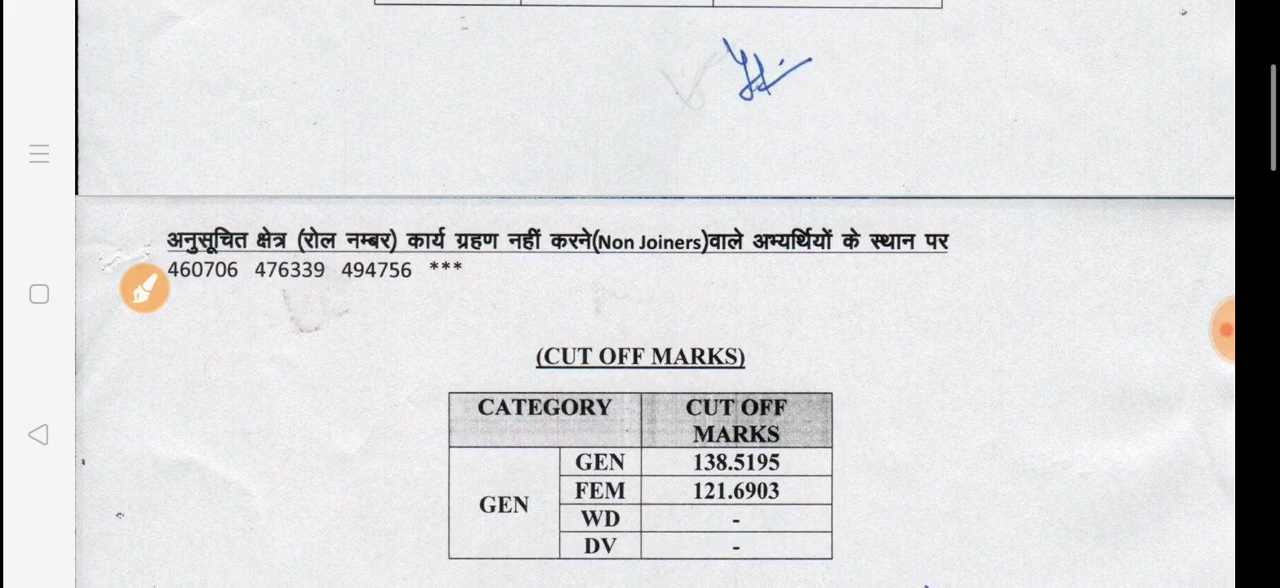 अनुसूचित क्षेत्र (रोल नम्बर) कार्य ग्रहण नहीं करने(Non Joiners)वाले अभ्यर्थियों के स्थान पर
460706 476339 494756 ***
(CUT OFF MARKS)
CATEGORY CUT OFF
MARKS
GEN 138.5195
FEM 121.6903
GEN
WD -
DV -